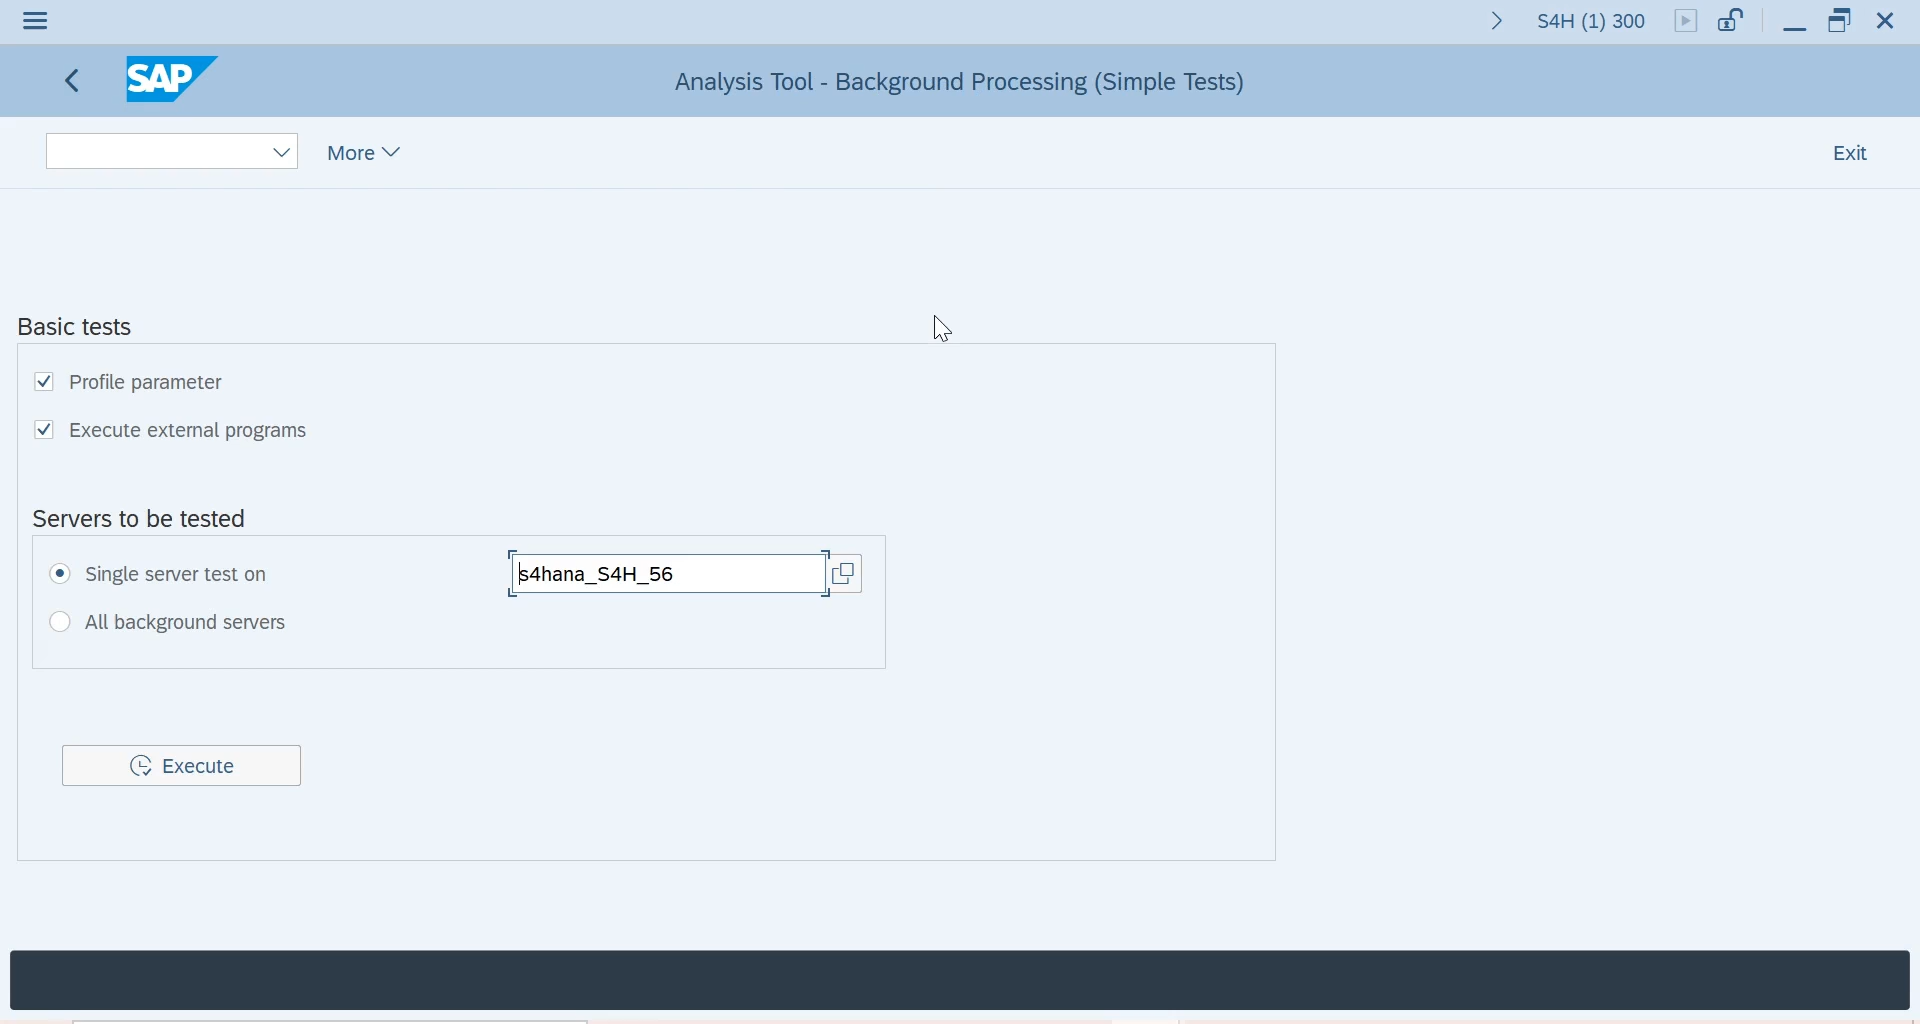 S4H (1) 300
SAP
Analysis Tool - Background Processing (Simple Tests)
More
Exit
Basic tests
Profile parameter
Execute external programs
Servers to be tested
Single server test on
s4hana_S4H_56
All background servers
Execute